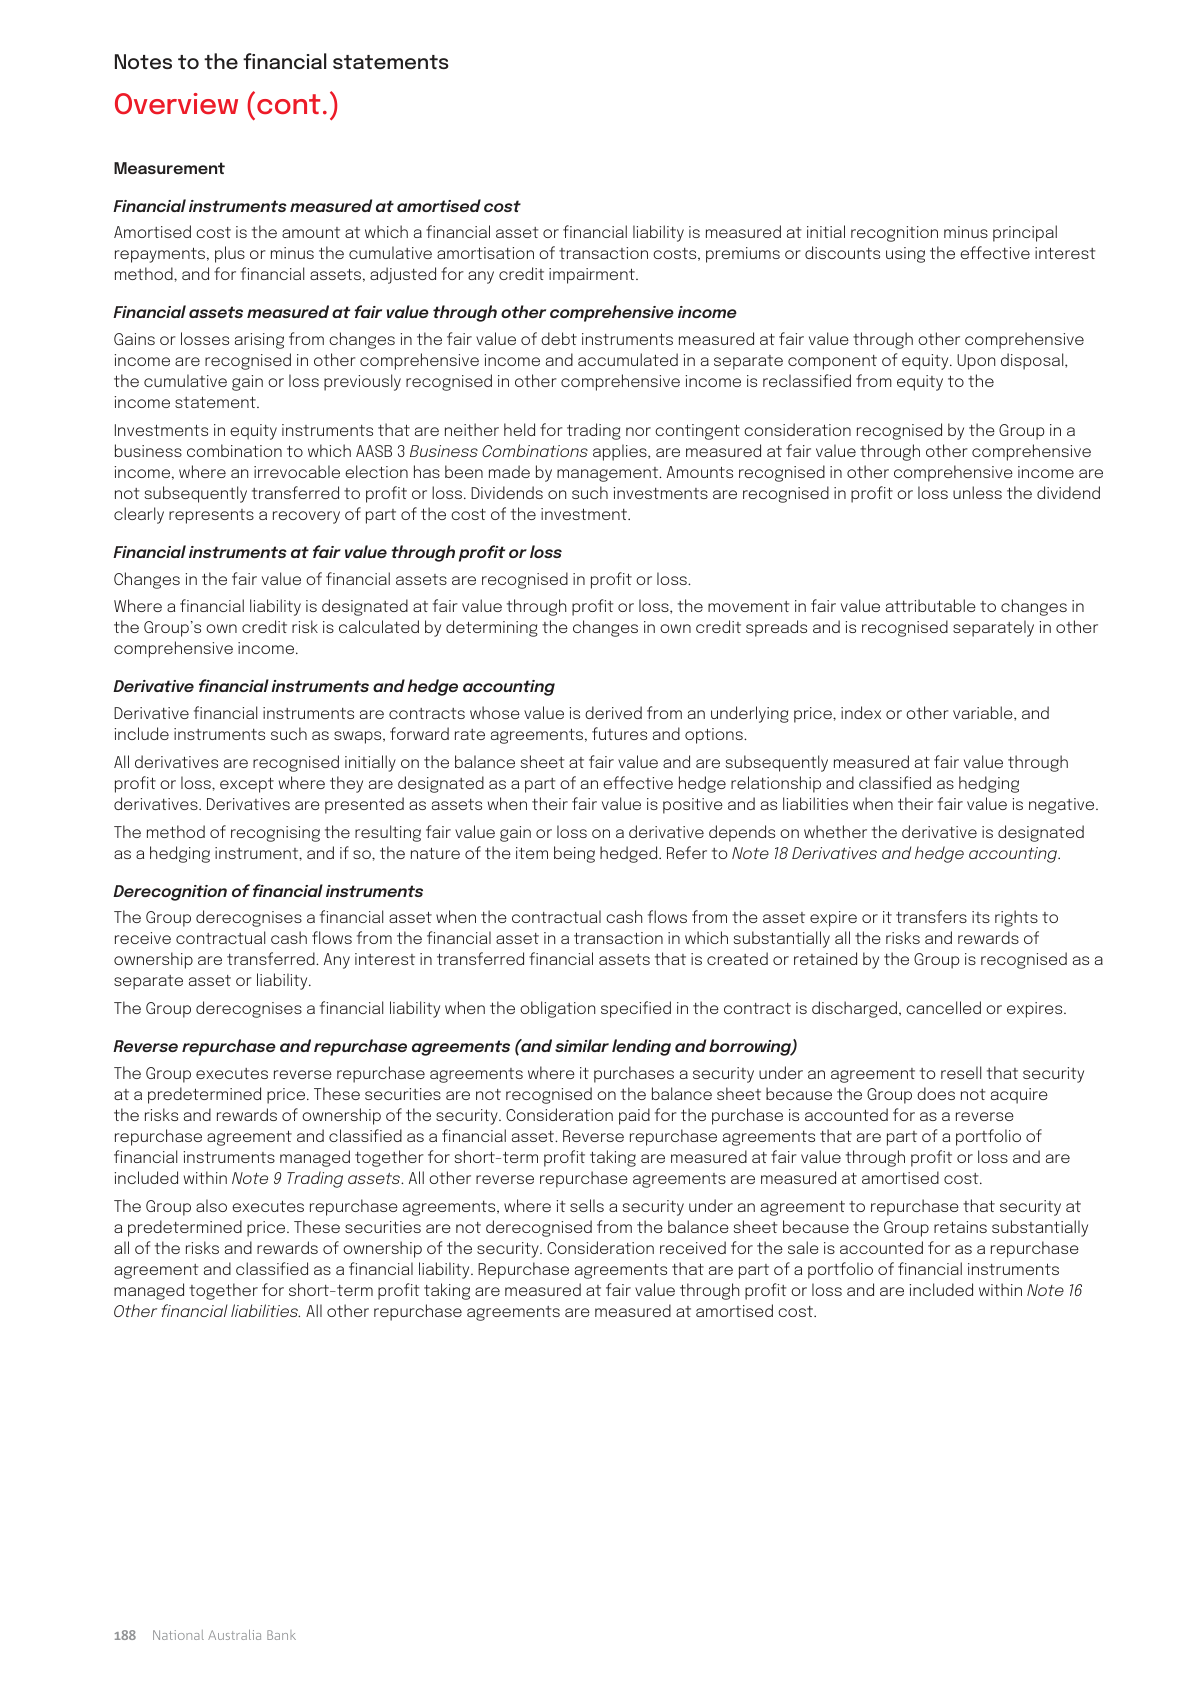 Notes to the financial statements
Overview (cont.)
Measurement
Financial instruments measured at amortised cost
Amortised cost is the amount at which a financial asset or financial liability is measured at initial recognition minus principal
repayments, plus or minus the cumulative amortisation of transaction costs, premiums or discounts using the effective interest
method, and for financial assets, adjusted for any credit impairment.
Financial assets measured at fair value through other comprehensive income
Gains or losses arising from changes in the fair value of debt instruments measured at fair value through other comprehensive
income are recognised in other comprehensive income and accumulated in a separate component of equity. Upon disposal,
the cumulative gain or loss previously recognised in other comprehensive income is reclassified from equity to the
income statement.
Investments in equity instruments that are neither held for trading nor contingent consideration recognised by the Group in a
business combination to which AASB 3 Business Combinations applies, are measured at fair value through other comprehensive
income, where an irrevocable election has been made by management. Amounts recognised in other comprehensive income are
not subsequently transferred to profit or loss. Dividends on such investments are recognised in profit or loss unless the dividend
clearly represents a recovery of part of the cost of the investment.
Financial instruments at fair value through profit or loss
Changes in the fair value of financial assets are recognised in profit or loss.
Where a financial liability is designated at fair value through profit or loss, the movement in fair value attributable to changes in
the Group's own credit risk is calculated by determining the changes in own credit spreads and is recognised separately in other
comprehensive income.
Derivative financial instruments and hedge accounting
Derivative financial instruments are contracts whose value is derived from an underlying price, index or other variable, and
include instruments such as swaps, forward rate agreements, futures and options.
All derivatives are recognised initially on the balance sheet at fair value and are subsequently measured at fair value through
profit or loss, except where they are designated as a part of an effective hedge relationship and classified as hedging
derivatives. Derivatives are presented as assets when their fair value is positive and as liabilities when their fair value is negative.
The method of recognising the resulting fair value gain or loss on a derivative depends on whether the derivative is designated
as a hedging instrument, and if so, the nature of the item being hedged. Refer to Note 18 Derivatives and hedge accounting.
Derecognition of financial instruments
The Group derecognises a financial asset when the contractual cash flows from the asset expire or it transfers its rights to
receive contractual cash flows from the financial asset in a transaction in which substantially all the risks and rewards of
ownership are transferred. Any interest in transferred financial assets that is created or retained by the Group is recognised as a
separate asset or liability.
The Group derecognises a financial liability when the obligation specified in the contract is discharged, cancelled or expires.
Reverse repurchase and repurchase agreements (and similar lending and borrowing)
The Group executes reverse repurchase agreements where it purchases a security under an agreement to resell that security
at a predetermined price. These securities are not recognised on the balance sheet because the Group does not acquire
the risks and rewards of ownership of the security. Consideration paid for the purchase is accounted for as a reverse
repurchase agreement and classified as a financial asset. Reverse repurchase agreements that are part of a portfolio of
financial instruments managed together for short-term profit taking are measured at fair value through profit or loss and are
included within Note 9 Trading assets. All other reverse repurchase agreements are measured at amortised cost.
The Group also executes repurchase agreements, where it sells a security under an agreement to repurchase that security at
a predetermined price. These securities are not derecognised from the balance sheet because the Group retains substantially
all of the risks and rewards of ownership of the security. Consideration received for the sale is accounted for as a repurchase
agreement and classified as a financial liability. Repurchase agreements that are part of a portfolio of financial instruments
managed together for short-term profit taking are measured at fair value through profit or loss and are included within Note 16
Other financial liabilities. All other repurchase agreements are measured at amortised cost.
188 National Australia Bank